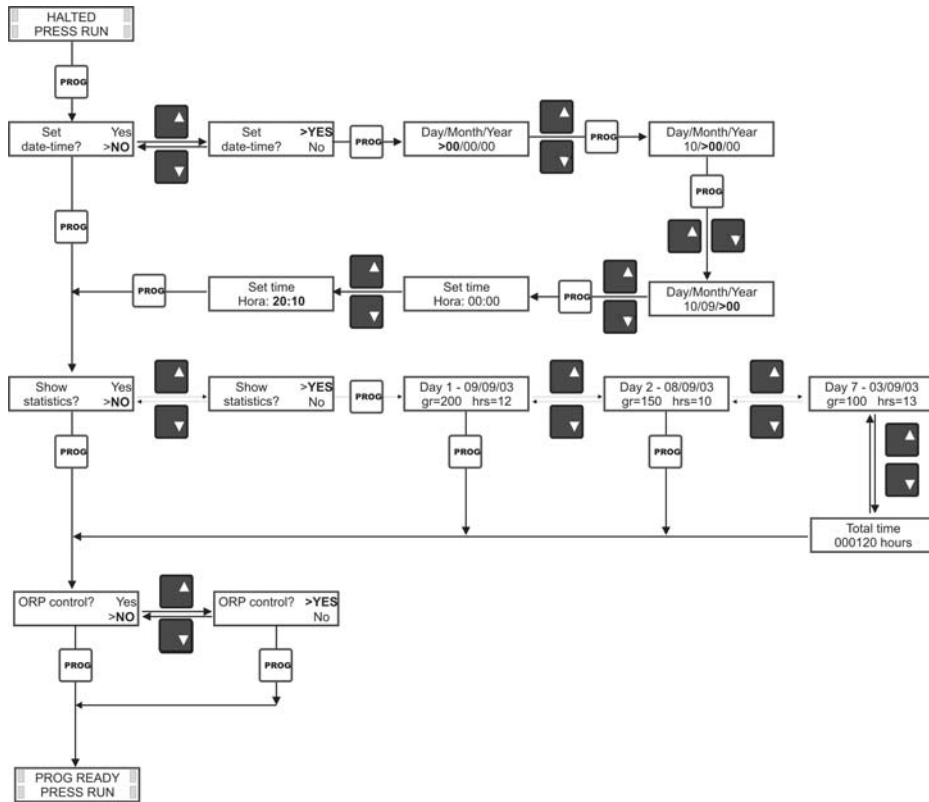 HALTED
PRESS RUN
PROG
Set Yes
date-time? >NO
Set >YES
date-time? No
PROG
Day/Month/Year
>00/00/00
PROG
Day/Month/Year
10/>00/00
PROG
PROG
Day/Month/Year
10/09/>00
PROG
Set time
Hora: 00:00
Set time
Hora: 20:10
PROG
Show Yes
statistics? >NO
Show >YES
statistics? No
PROG
Day 1 - 09/09/03
gr=200 hrs=12
Day 2 - 08/09/03
gr=150 hrs=10
Day 7 - 03/09/03
gr=100 hrs=13
PROG
PROG
PROG
Total time
000120 hours
ORP control? Yes
>NO
ORP control? >YES
No
PROG
PROG
PROG READY
PRESS RUN